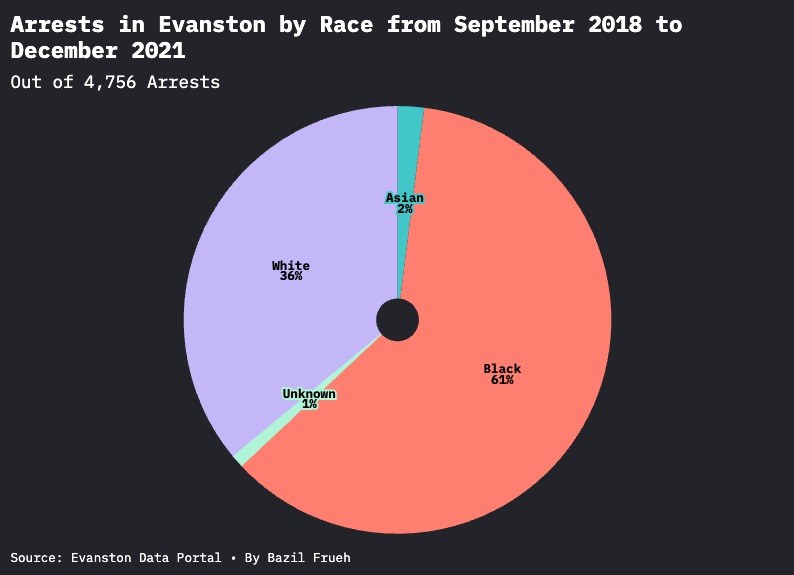 Arrests in Evanston by Race from September 2018 to
December 2021
Out of 4,756 Arrests
Asian
2%
White
36%
Black
61%
Unknown
1%
Source: Evanston Data Portal • By Bazil Frueh